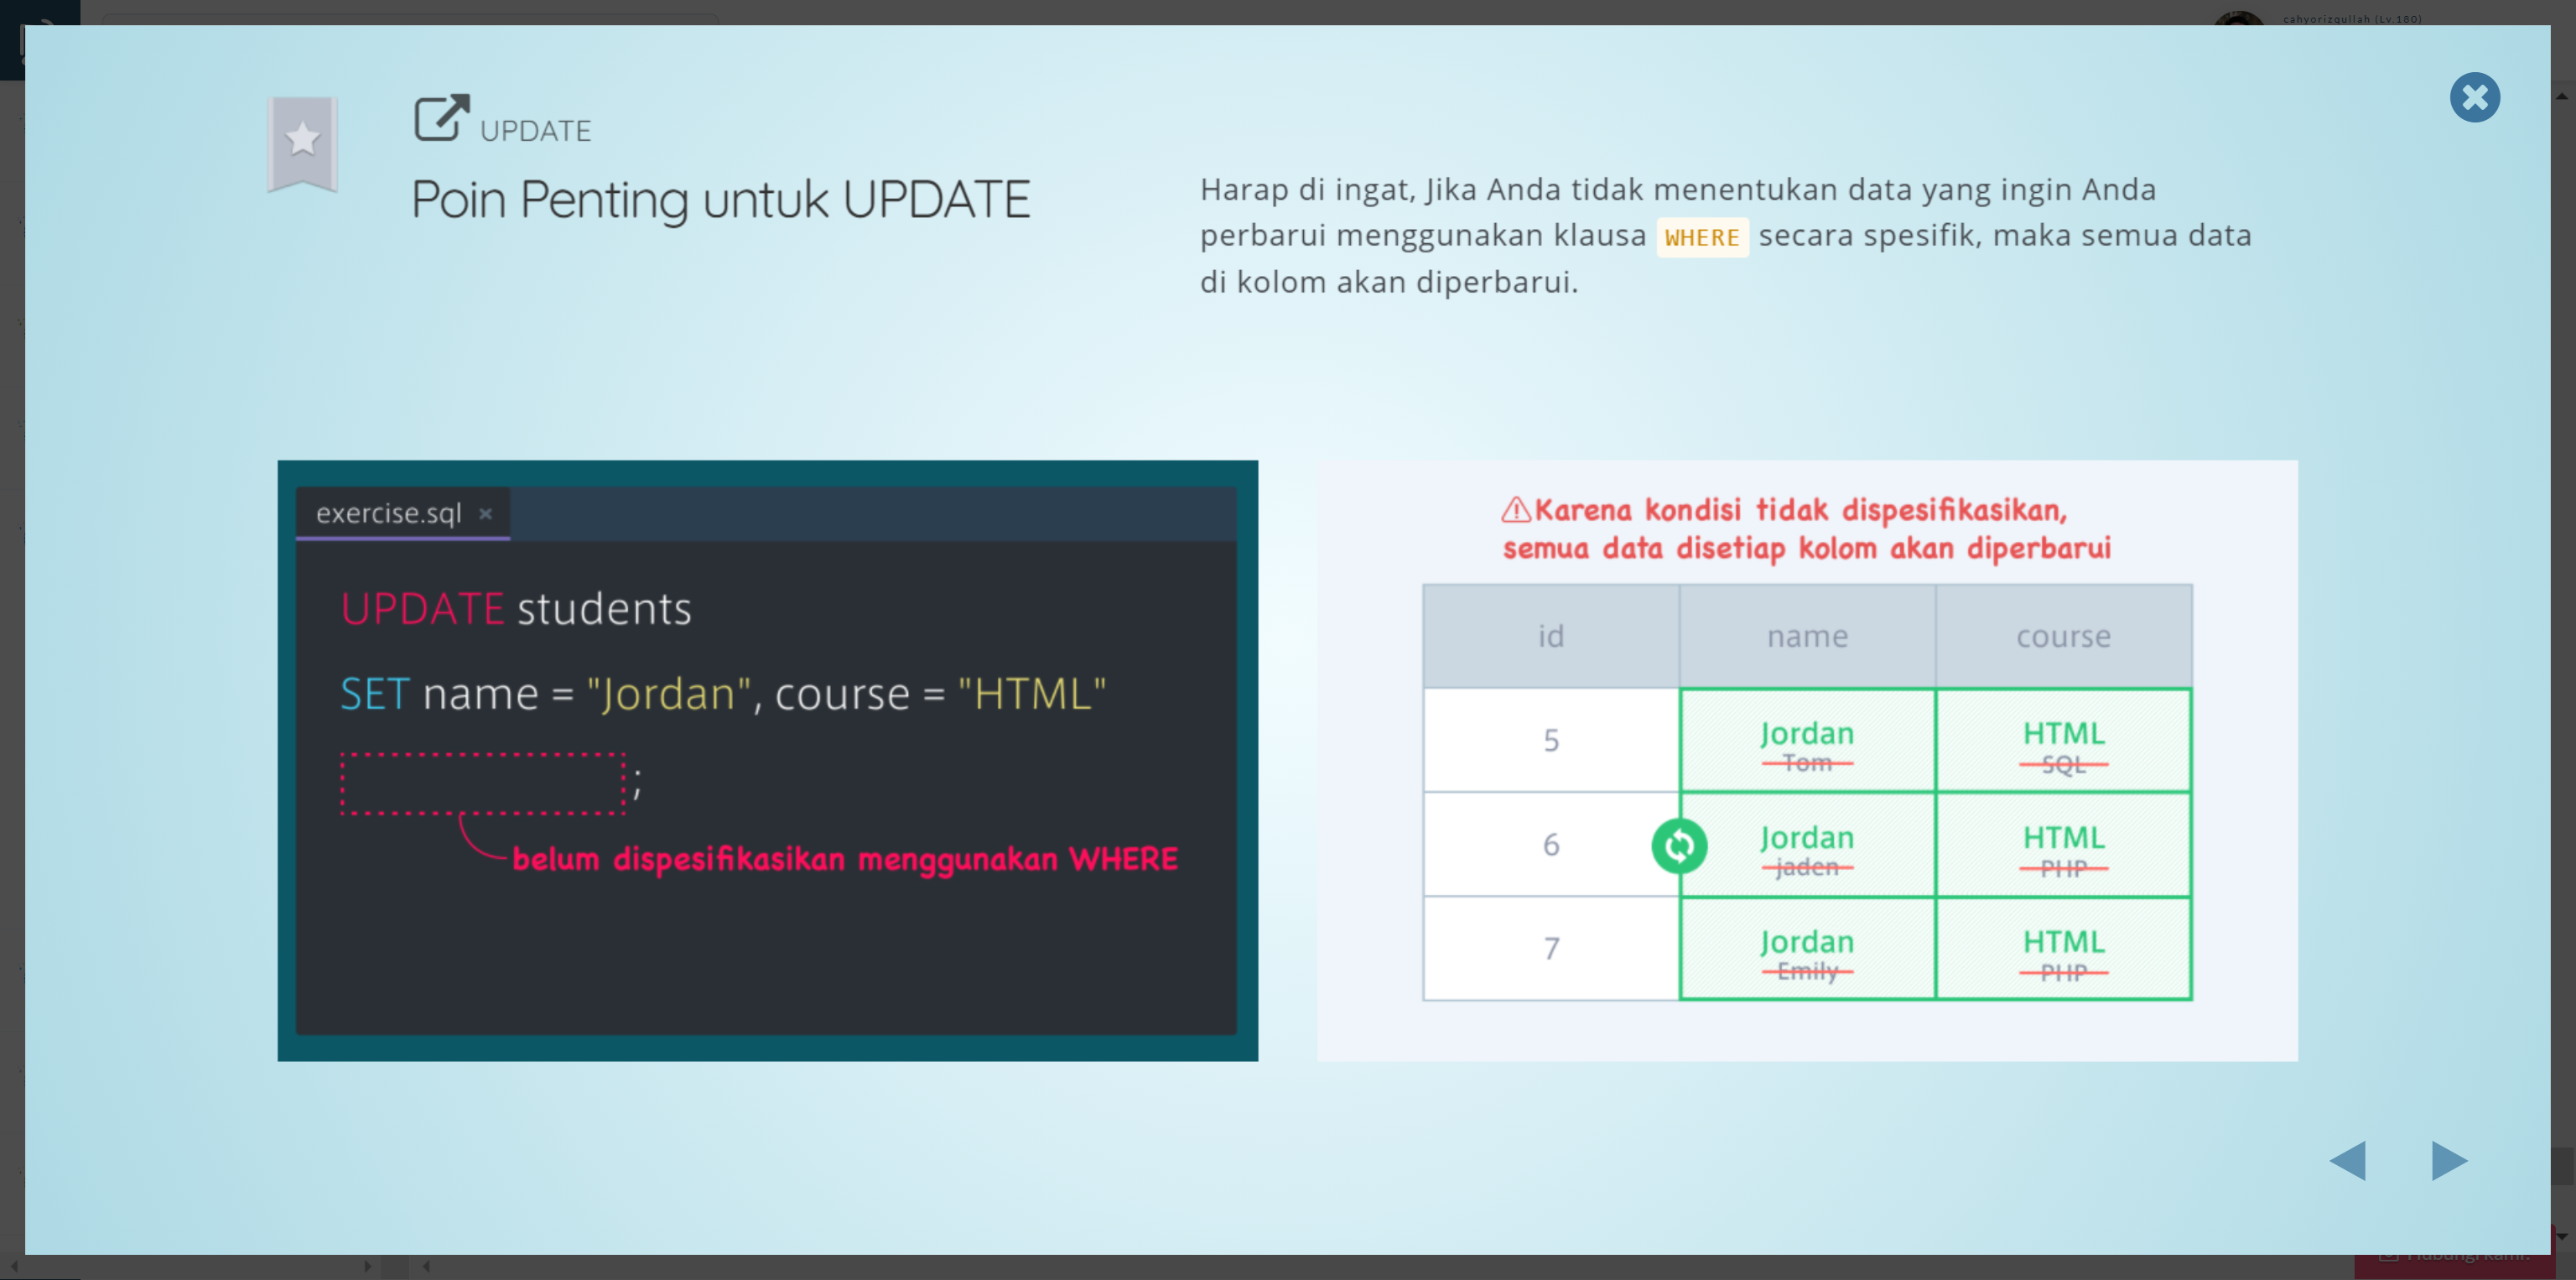 cahyorizqullah (Lv.180)
UPDATE
Poin Penting untuk UPDATE
Harap di ingat, Jika Anda tidak menentukan data yang ingin Anda
perbarui menggunakan klausa WHERE secara spesifik, maka semua data
di kolom akan diperbarui.
exercise.sql ×
UPDATE students
SET name = "Jordan", course = "HTML"
;
belum dispesifikasikan menggunakan WHERE
Karena kondisi tidak dispesifikasikan,
semua data disetiap kolom akan diperbarui
id name course
5 Jordan HTML
Tom SQL
6 Jordan HTML
jaden PHP
7 Jordan HTML
Emily PHP
Hubungi kami.